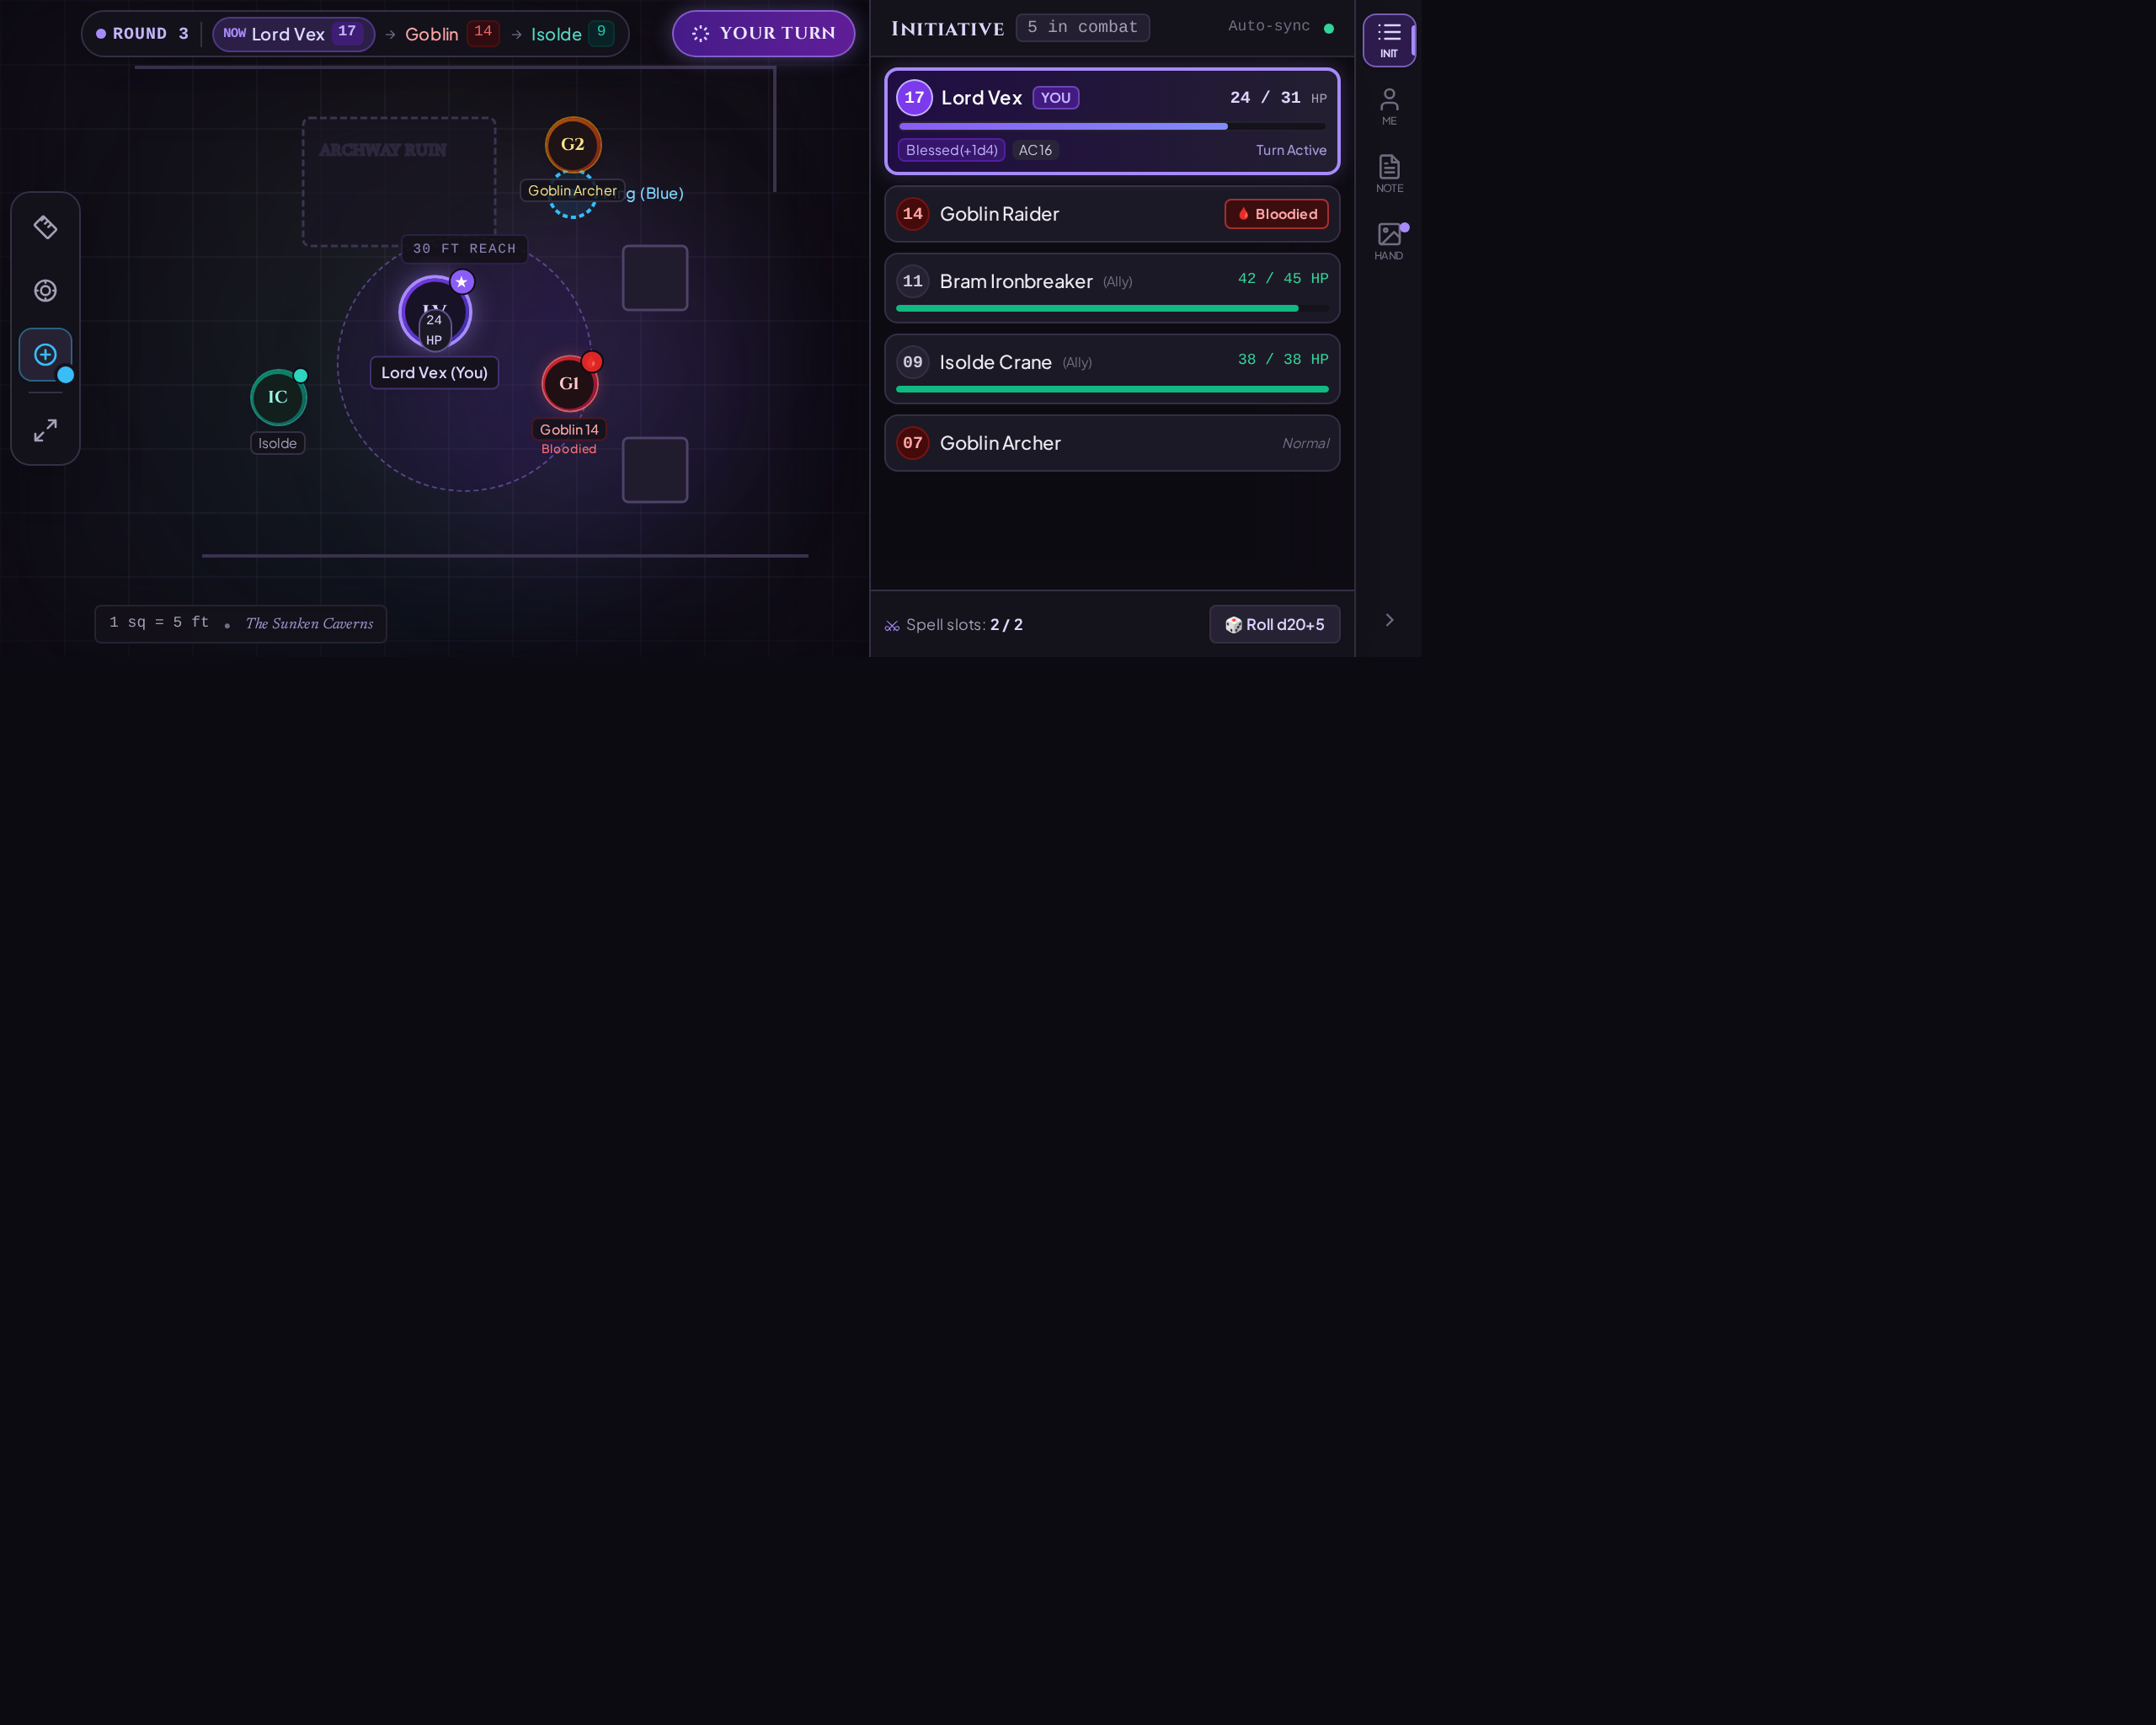 ROUND 3 NOW Lord Vex 17 → Goblin 14 → Isolde 9
YOUR TURN
ARCHWAY RUIN
G2
Goblin Archer
g (Blue)
30 FT REACH
24
HP
Lord Vex (You)
G1
Goblin 14
Bloodied
IC
Isolde
1 sq = 5 ft • The Sunken Caverns
INITIATIVE 5 in combat Auto-sync
17 Lord Vex YOU 24 / 31 HP
Blessed(+1d4) AC16 Turn Active
14 Goblin Raider Bloodied
11 Bram Ironbreaker (Ally) 42 / 45 HP
09 Isolde Crane (Ally) 38 / 38 HP
07 Goblin Archer Normal
Spell slots: 2 / 2 Roll d20+5
INIT
ME
NOTE
HAND